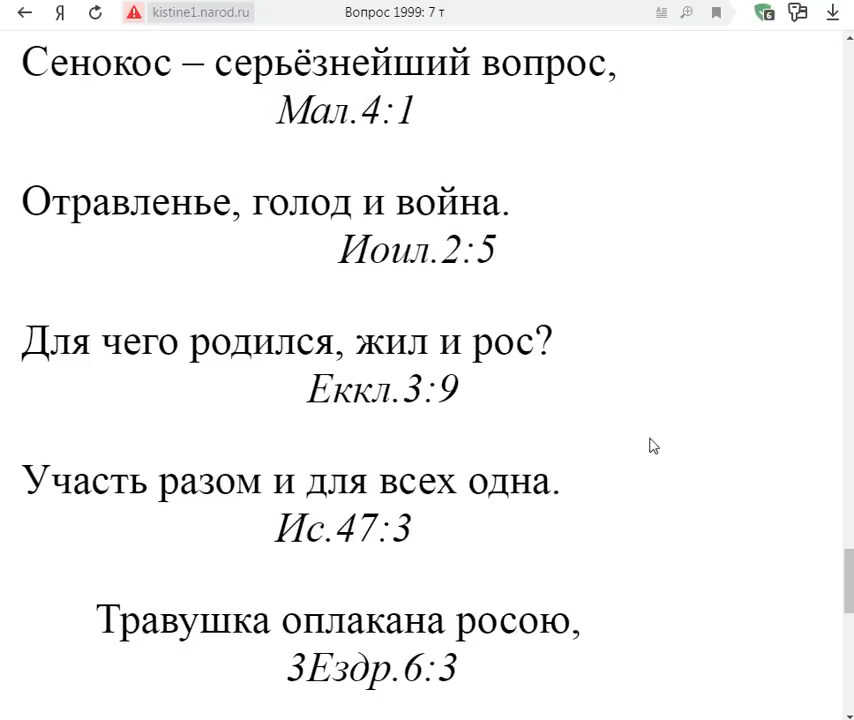 Я kistine1.narod.ru Вопрос 1999: 7 т 6
Сенокос – серьёзнейший вопрос,
Мал.4:1
Отравленье, голод и война.
Иоил.2:5
Для чего родился, жил и рос?
Еккл.3:9
Участь разом и для всех одна.
Ис.47:3
Травушка оплакана росою,
3Ездр.6:3